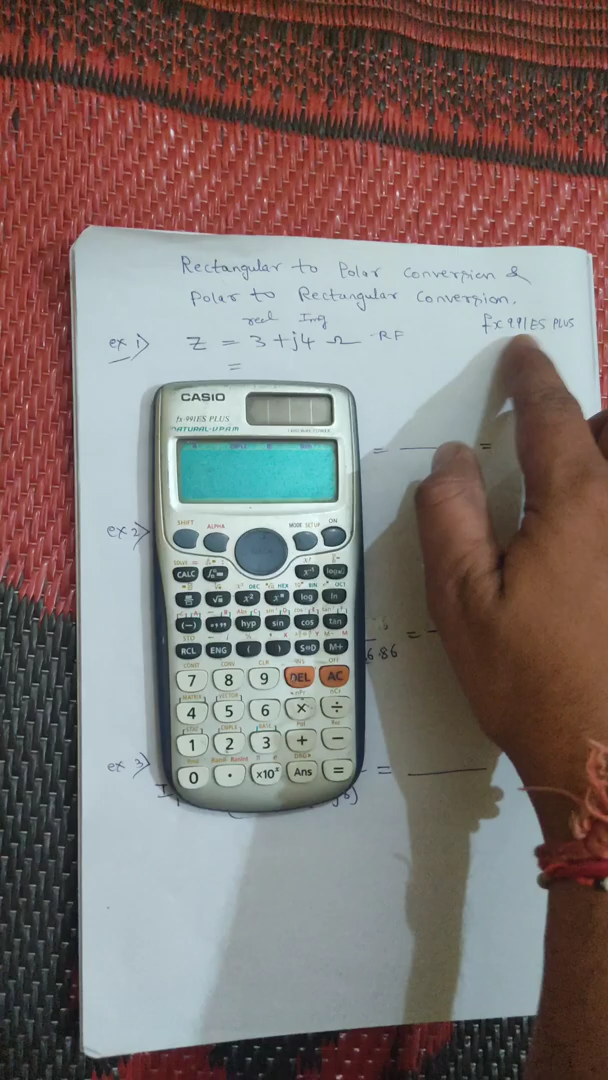 Rectangular to Polar Conversion &
Polar to Rectangular Conversion.
real Img
fx 991ES PLUS
ex 1) Z = 3 + j4 Ω - RF
=
CASIO
fx-991ES PLUS
NATURAL-V.P.A.M.
= =
SHIFT ALPHA MODE SETUP ON
ex 2)
CALC
x² log ln
(-) hyp sin cos tan
RCL ENG ( ) S⇔D M+
6.86 =
7 8 9 DEL AC
4 5 6 × ÷
1 2 3 + −
ex 3)
0 . ×10ˣ Ans =
=